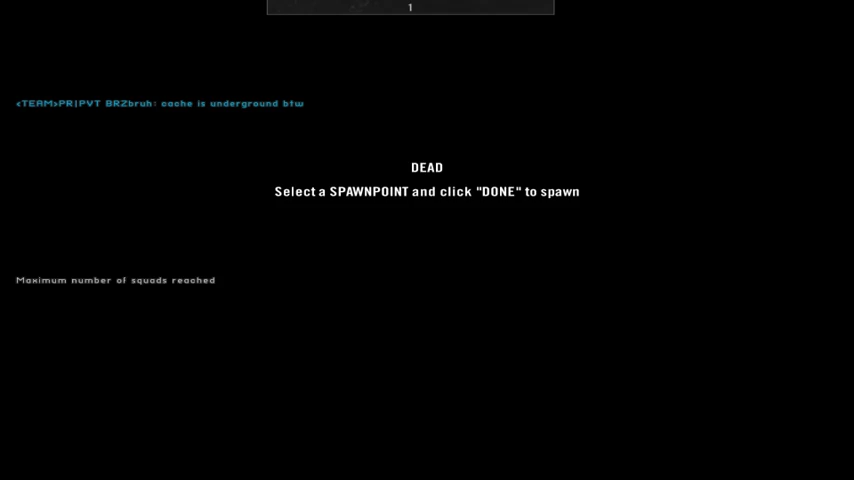 1
<TEAM>PR|PVT BRZbruh: cache is underground btw
DEAD
Select a SPAWNPOINT and click "DONE" to spawn
Maximum number of squads reached